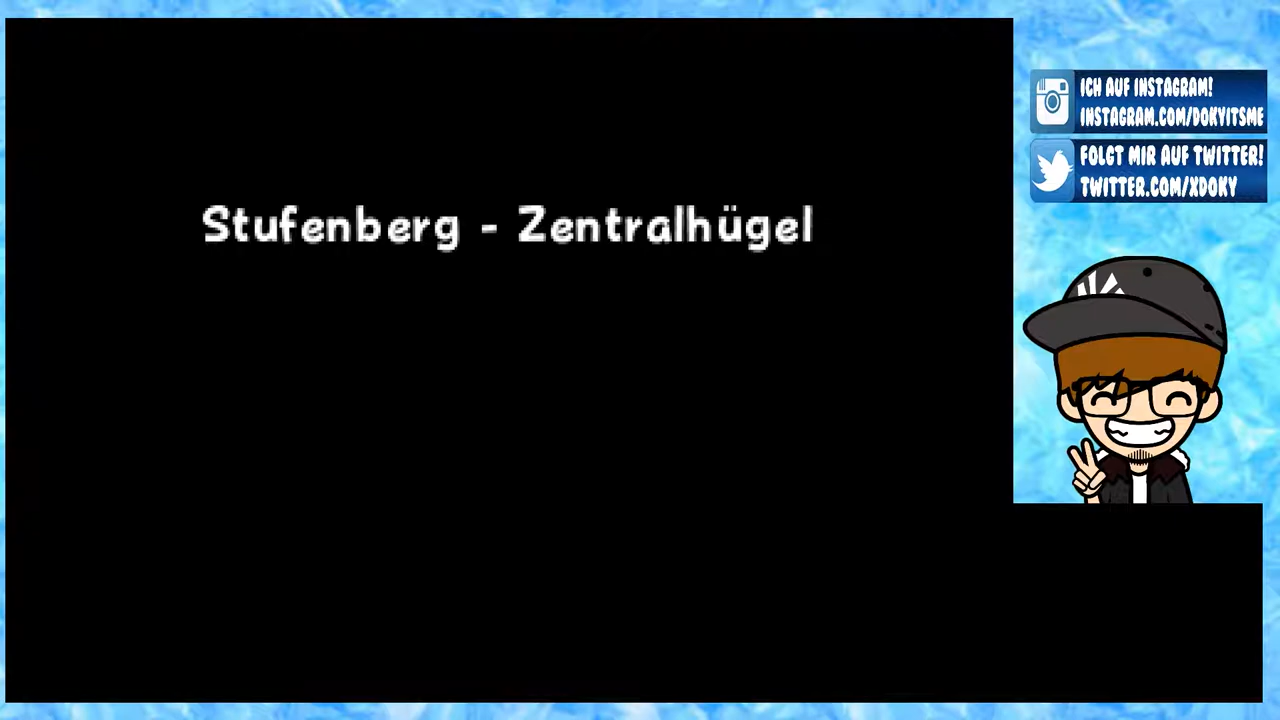 Stufenberg - Zentralhügel
ICH AUF INSTAGRAM!
INSTAGRAM.COM/DOKYITSME
FOLGT MIR AUF TWITTER!
TWITTER.COM/XDOKY